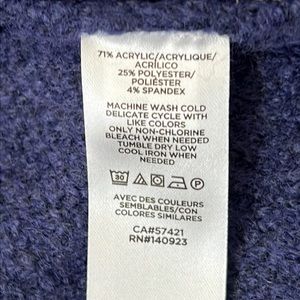 71% ACRYLIC/ACRYLIQUE/
ACRÍLICO
25% POLYESTER/
POLIÉSTER
4% SPANDEX
MACHINE WASH COLD
DELICATE CYCLE WITH
LIKE COLORS
ONLY NON-CHLORINE
BLEACH WHEN NEEDED
TUMBLE DRY LOW
COOL IRON WHEN
NEEDED
30 P
AVEC DES COULEURS
SEMBLABLES/CON
COLORES SIMILARES
CA#57421
RN#140923